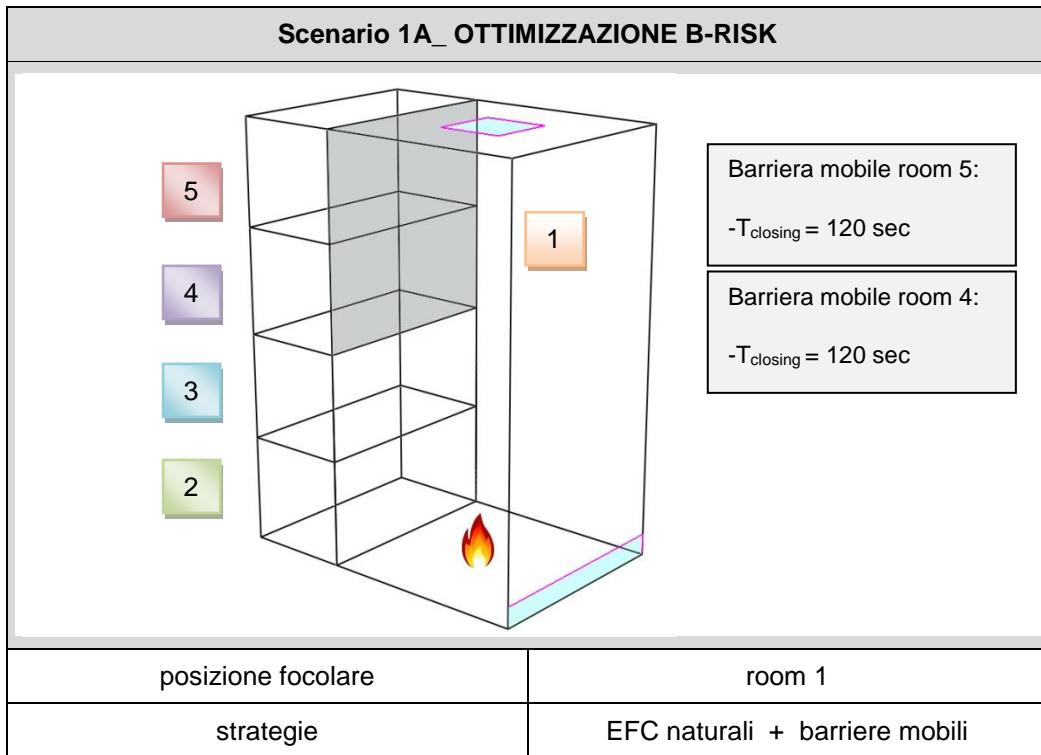 Scenario 1A_ OTTIMIZZAZIONE B-RISK
5
4
3
2
1
Barriera mobile room 5:
-Tclosing = 120 sec
Barriera mobile room 4:
-Tclosing = 120 sec
posizione focolare
room 1
strategie
EFC naturali + barriere mobili